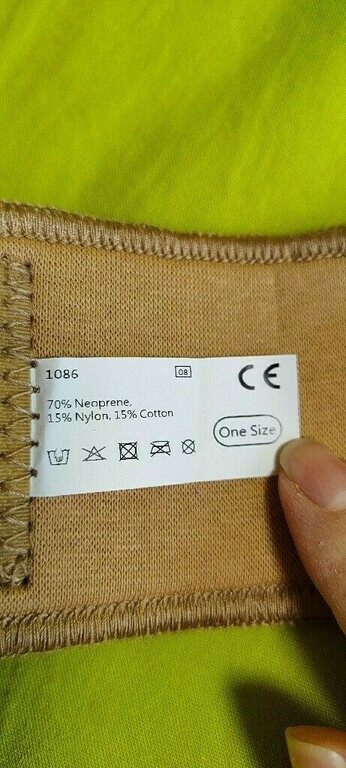 1086
08
CE
70% Neoprene,
15% Nylon, 15% Cotton
One Size